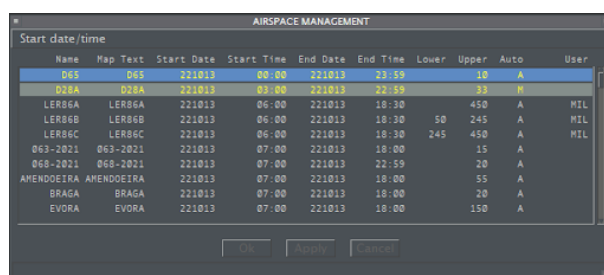 AIRSPACE MANAGEMENT
Start date/time
Name Map Text Start Date Start Time End Date End Time Lower Upper Auto User
D65 D65 221013 00:00 221013 23:59 10 A
D28A D28A 221013 03:00 221013 22:59 33 M
LER86A LER86A 221013 06:00 221013 18:30 450 A MIL
LER86B LER86B 221013 06:00 221013 18:30 50 245 A MIL
LER86C LER86C 221013 06:00 221013 18:30 245 450 A MIL
063-2021 063-2021 221013 07:00 221013 18:00 15 A
068-2021 068-2021 221013 07:00 221013 22:59 20 A
AMENDOEIRA AMENDOEIRA 221013 07:00 221013 18:00 55 A
BRAGA BRAGA 221013 07:00 221013 18:00 20 A
EVORA EVORA 221013 07:00 221013 18:00 150 A
Ok Apply Cancel